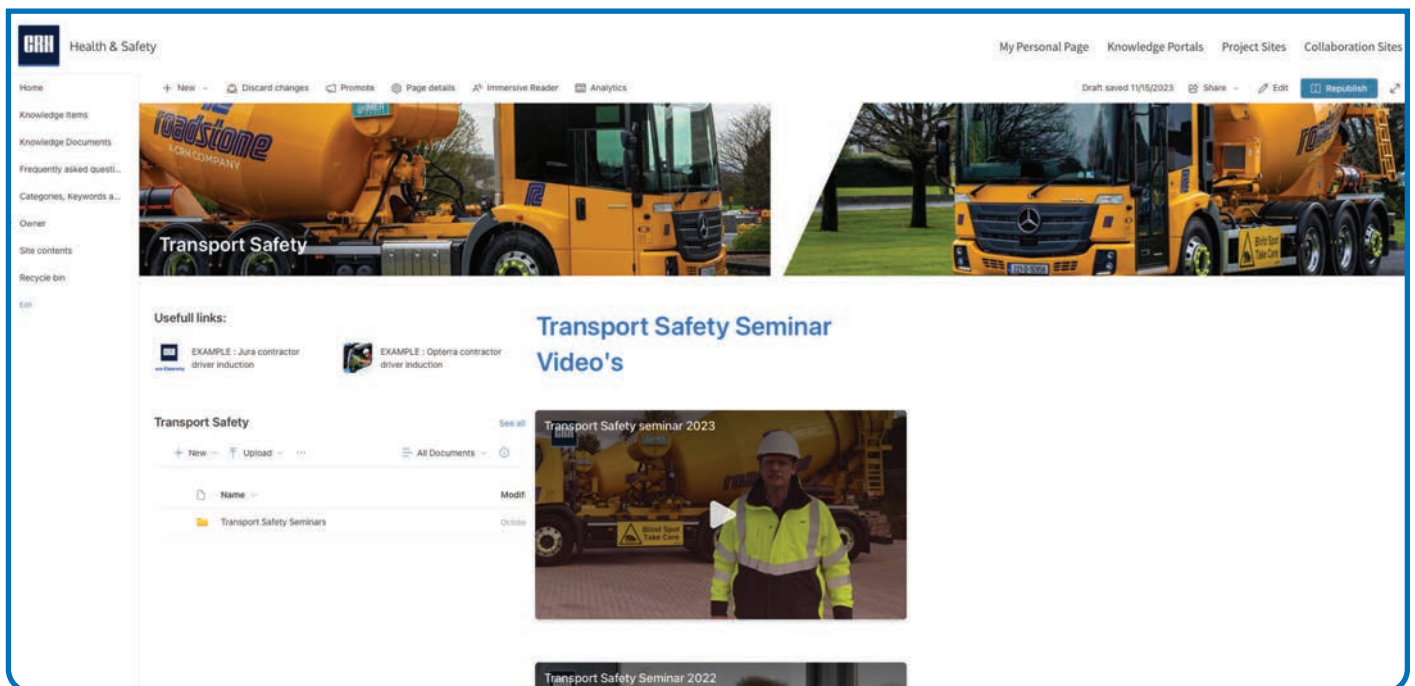 CRH
Health & Safety
My Personal Page
Knowledge Portals
Project Sites
Collaboration Sites
Home
Knowledge Items
Knowledge Documents
Frequently asked questi...
Categories, Keywords a...
Owner
Site contents
Recycle bin
Edit
+ New
Discard changes
Promote
Page details
Immersive Reader
Analytics
Draft saved 11/15/2023
Share
Edit
Republish
roadstone
A CRH COMPANY
Transport Safety
Blind Spot
Take Care
Usefull links:
CRH
EXAMPLE : Jura contractor
driver induction
EXAMPLE : Opterra contractor
driver induction
Transport Safety
See all
+ New
Upload
...
All Documents
Name
Modifi
Transport Safety Seminars
Octobe
Transport Safety Seminar
Video's
Transport Safety seminar 2023
CRH
Blind Spot
Take Care
Transport Safety Seminar 2022